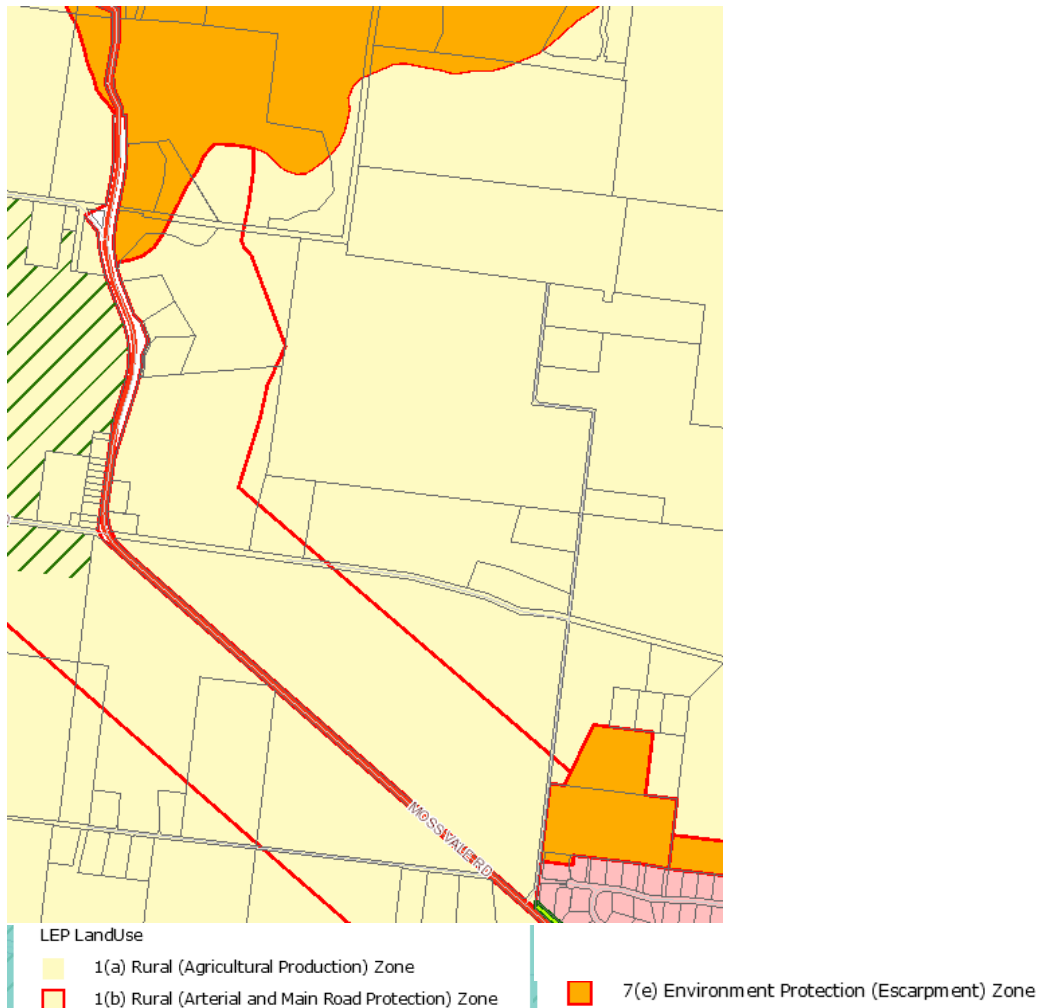 MOSS VALE RD
LEP LandUse
1(a) Rural (Agricultural Production) Zone
1(b) Rural (Arterial and Main Road Protection) Zone
7(e) Environment Protection (Escarpment) Zone